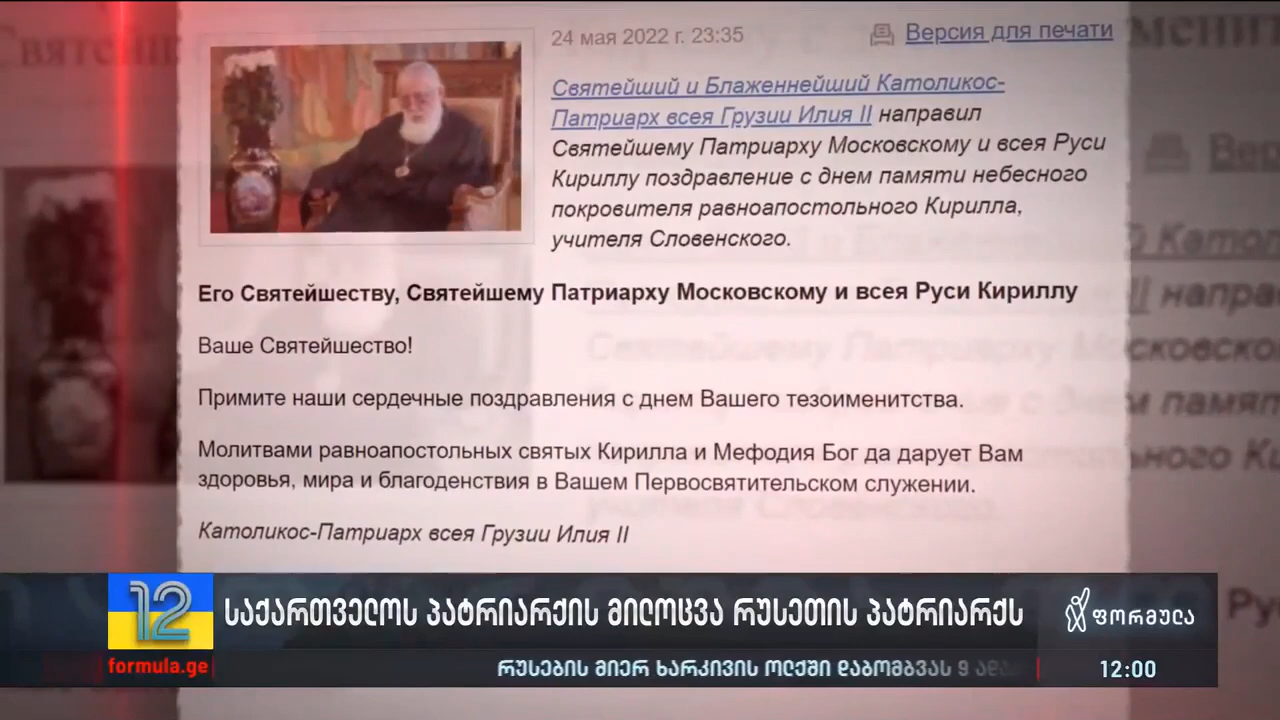 24 мая 2022 г. 23:35
Версия для печати
Святейший и Блаженнейший Католикос-
Патриарх всея Грузии Илия II направил
Святейшему Патриарху Московскому и всея Руси
Кириллу поздравление с днем памяти небесного
покровителя равноапостольного Кирилла,
учителя Словенского.
Его Святейшеству, Святейшему Патриарху Московскому и всея Руси Кириллу
Ваше Святейшество!
Примите наши сердечные поздравления с днем Вашего тезоименитства.
Молитвами равноапостольных святых Кирилла и Мефодия Бог да дарует Вам
здоровья, мира и благоденствия в Вашем Первосвятительском служении.
Католикос-Патриарх всея Грузии Илия II
12
საქართველოს პატრიარქის მილოცვა რუსეთის პატრიარქს
ფორმულა
formula.ge
რუსების მიერ ხარკივის ოლქში დაბომბვას 9
12:00